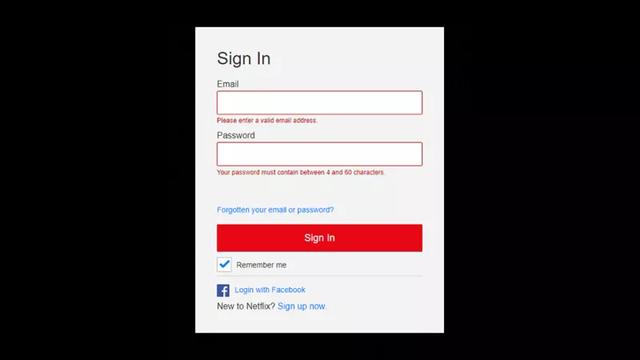 Sign In
Email
Please enter a valid email address.
Password
Your password must contain between 4 and 60 characters.
Forgotten your email or password?
Sign In
Remember me
Login with Facebook
New to Netflix? Sign up now.